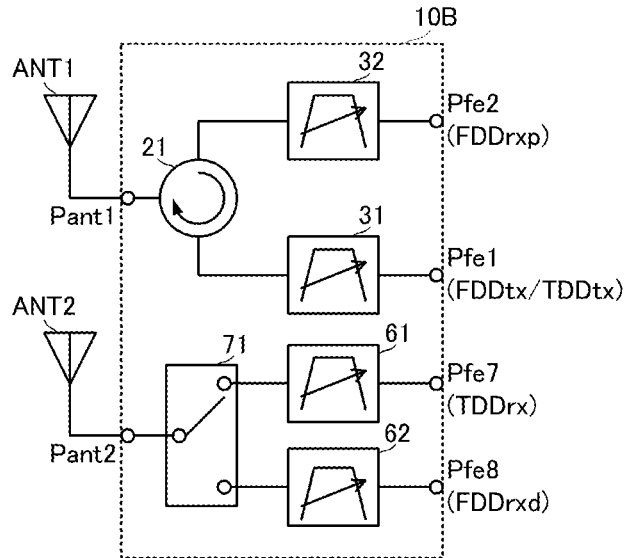 10B
ANT1
32
Pfe2
(FDDrxp)
21
Pant1
31
Pfe1
(FDDtx/TDDtx)
ANT2
71
61
Pfe7
(TDDrx)
Pant2
62
Pfe8
(FDDrxd)